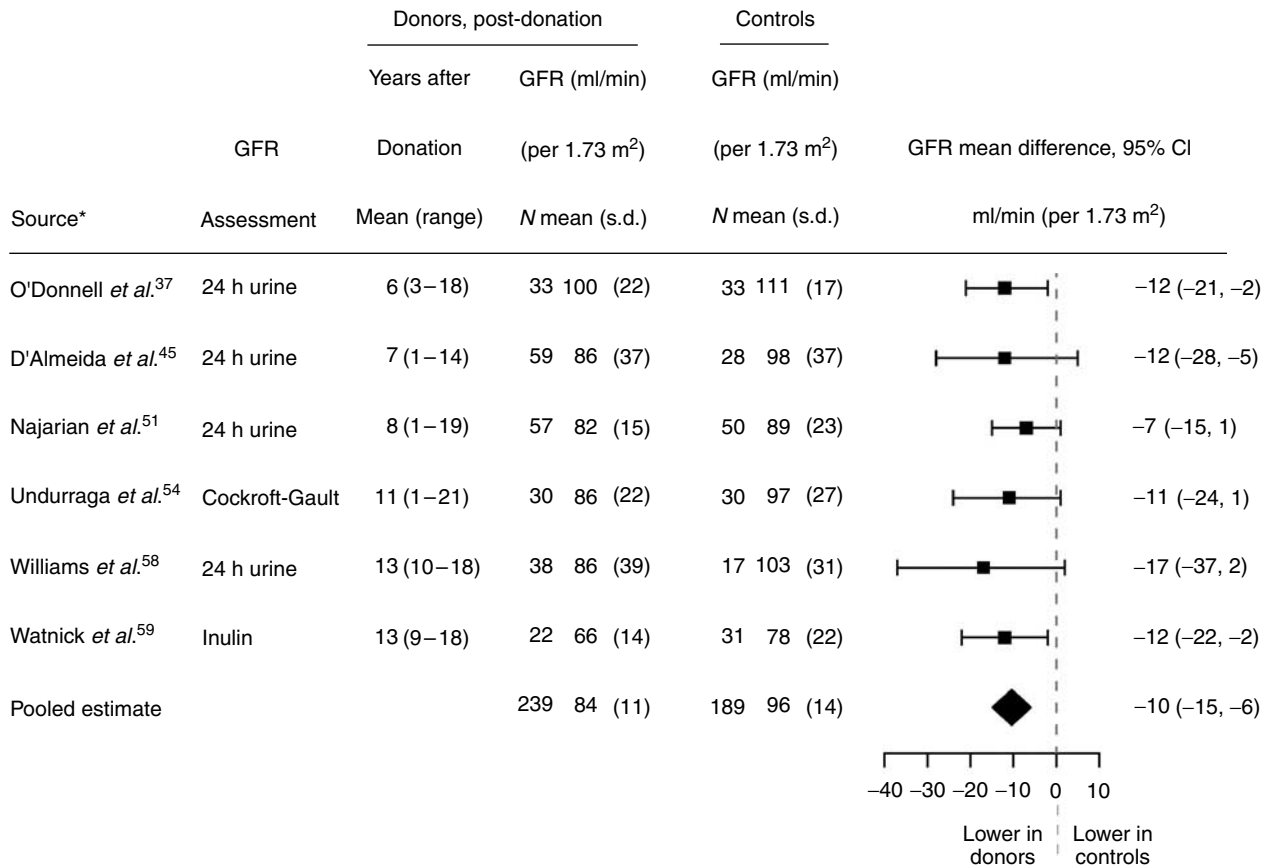 Donors, post-donation Controls
Years after GFR (ml/min) GFR (ml/min)
GFR Donation (per 1.73 m²) (per 1.73 m²) GFR mean difference, 95% CI
Source* Assessment Mean (range) N mean (s.d.) N mean (s.d.) ml/min (per 1.73 m²)
O'Donnell et al.³⁷ 24 h urine 6 (3–18) 33 100 (22) 33 111 (17) –12 (–21, –2)
D'Almeida et al.⁴⁵ 24 h urine 7 (1–14) 59 86 (37) 28 98 (37) –12 (–28, –5)
Najarian et al.⁵¹ 24 h urine 8 (1–19) 57 82 (15) 50 89 (23) –7 (–15, 1)
Undurraga et al.⁵⁴ Cockroft-Gault 11 (1–21) 30 86 (22) 30 97 (27) –11 (–24, 1)
Williams et al.⁵⁸ 24 h urine 13 (10–18) 38 86 (39) 17 103 (31) –17 (–37, 2)
Watnick et al.⁵⁹ Inulin 13 (9–18) 22 66 (14) 31 78 (22) –12 (–22, –2)
Pooled estimate 239 84 (11) 189 96 (14) –10 (–15, –6)
–40 –30 –20 –10 0 10
Lower in Lower in
donors controls